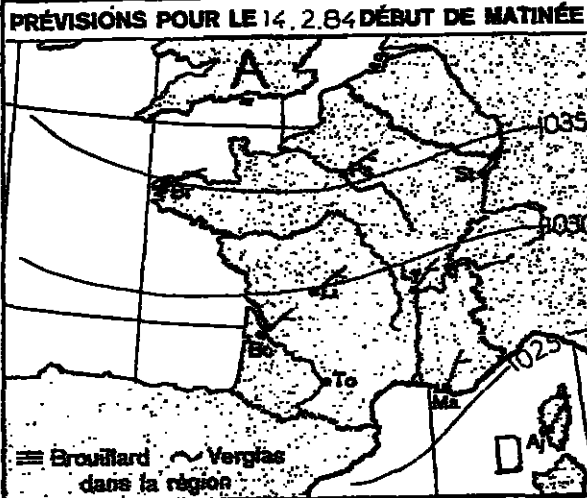 PRÉVISIONS POUR LE 14.2.84 DÉBUT DE MATINÉE
A
1035
St
Br
1030
Li
Ly
Bo
1025
To
Ma
Aj
Brouillard Verglas
dans la région